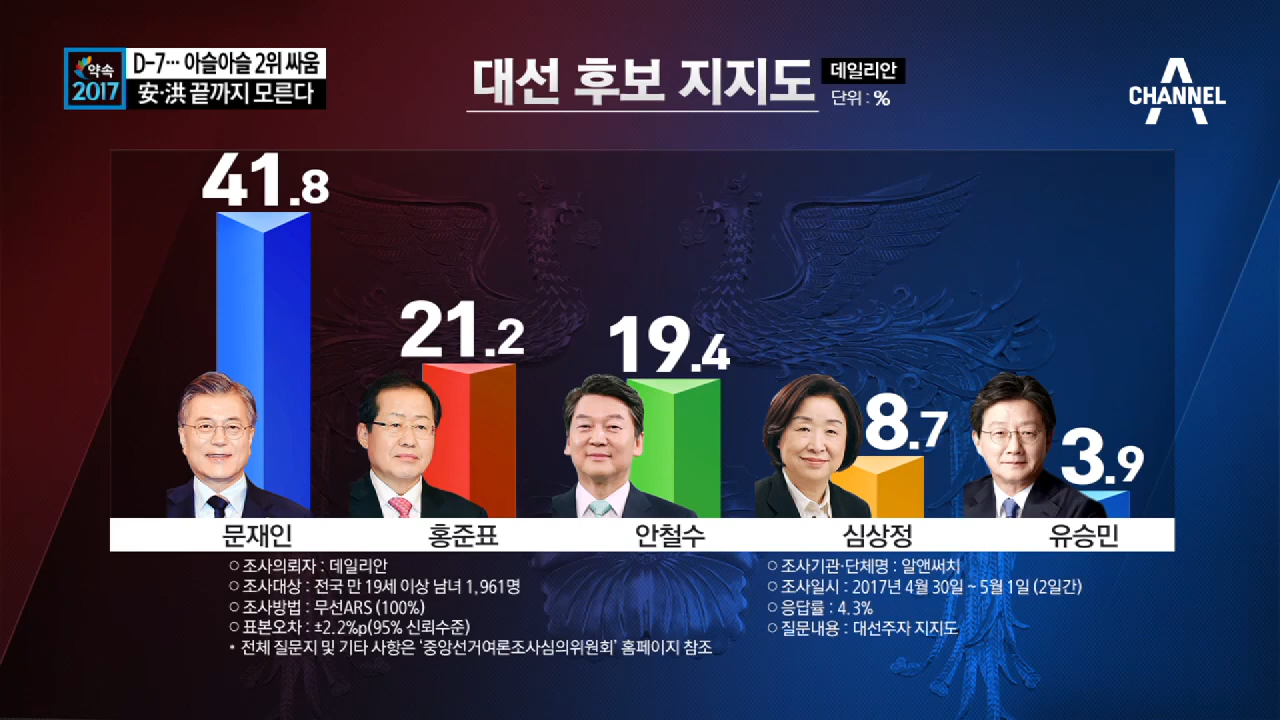 약속
2017
D-7… 아슬아슬 2위 싸움
安·洪 끝까지 모른다
대선 후보 지지도
데일리안
단위 : %
CHANNEL A
41.8
21.2
19.4
8.7
3.9
문재인
홍준표
안철수
심상정
유승민
○ 조사의뢰자 : 데일리안
○ 조사대상 : 전국 만 19세 이상 남녀 1,961명
○ 조사방법 : 무선ARS (100%)
○ 표본오차 : ±2.2%p(95% 신뢰수준)
* 전체 질문지 및 기타 사항은 '중앙선거여론조사심의위원회' 홈페이지 참조
○ 조사기관·단체명 : 알앤써치
○ 조사일시 : 2017년 4월 30일 ~ 5월 1일 (2일간)
○ 응답률 : 4.3%
○ 질문내용 : 대선주자 지지도